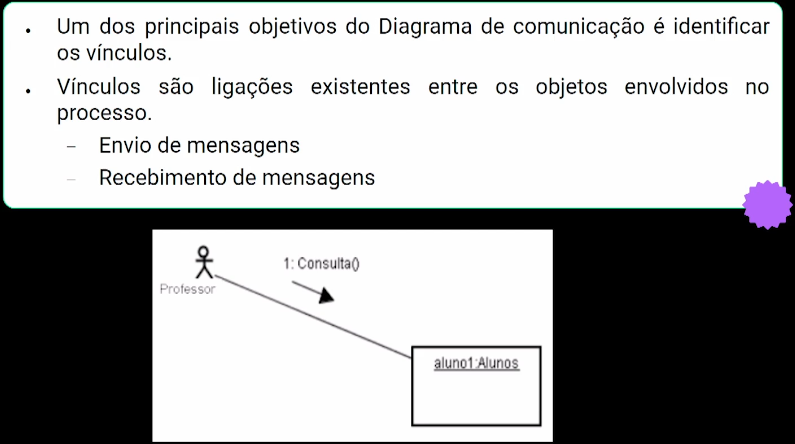 • Um dos principais objetivos do Diagrama de comunicação é identificar
os vínculos.
• Vínculos são ligações existentes entre os objetos envolvidos no
processo.
– Envio de mensagens
– Recebimento de mensagens
1: Consulta()
Professor
aluno1:Alunos